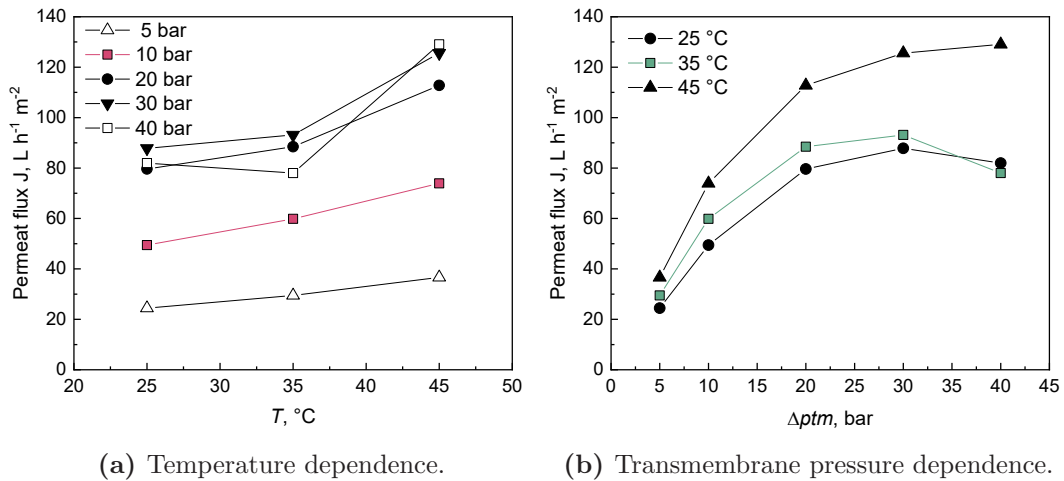 5 bar
10 bar
20 bar
30 bar
40 bar
140
120
100
80
60
40
20
0
Permeat flux J, L h⁻¹ m⁻²
20 25 30 35 40 45 50
T, °C
(a) Temperature dependence.
25 °C
35 °C
45 °C
140
120
100
80
60
40
20
0
Permeat flux J, L h⁻¹ m⁻²
0 5 10 15 20 25 30 35 40 45
Δptm, bar
(b) Transmembrane pressure dependence.